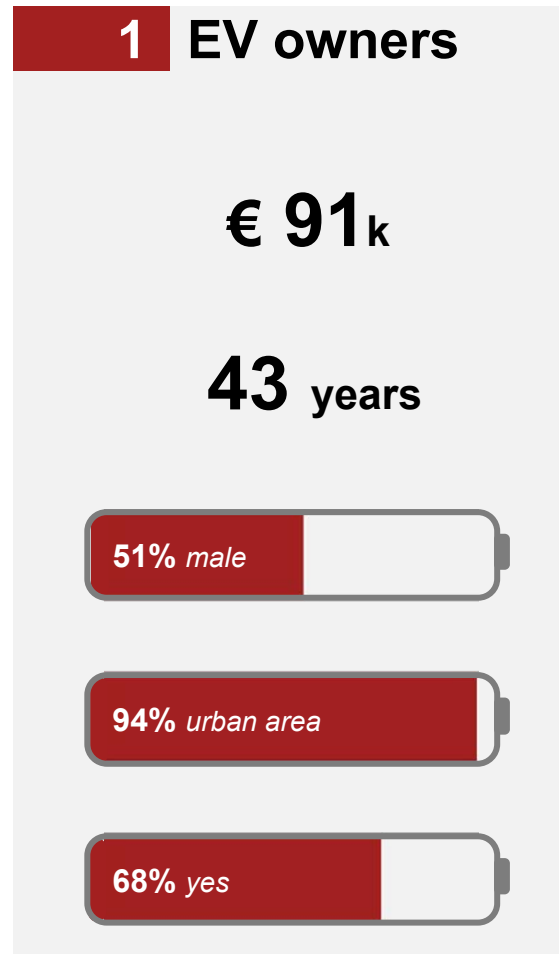 1 EV owners
€ 91k
43 years
51% male
94% urban area
68% yes